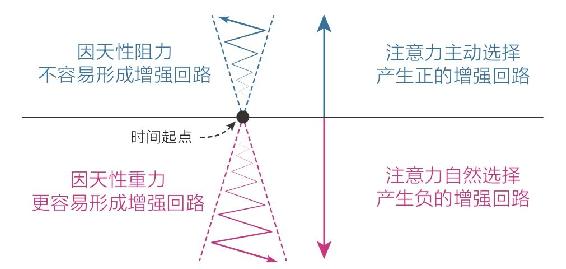 因天性阻力
不容易形成增强回路
注意力主动选择
产生正的增强回路
时间起点
因天性重力
更容易形成增强回路
注意力自然选择
产生负的增强回路